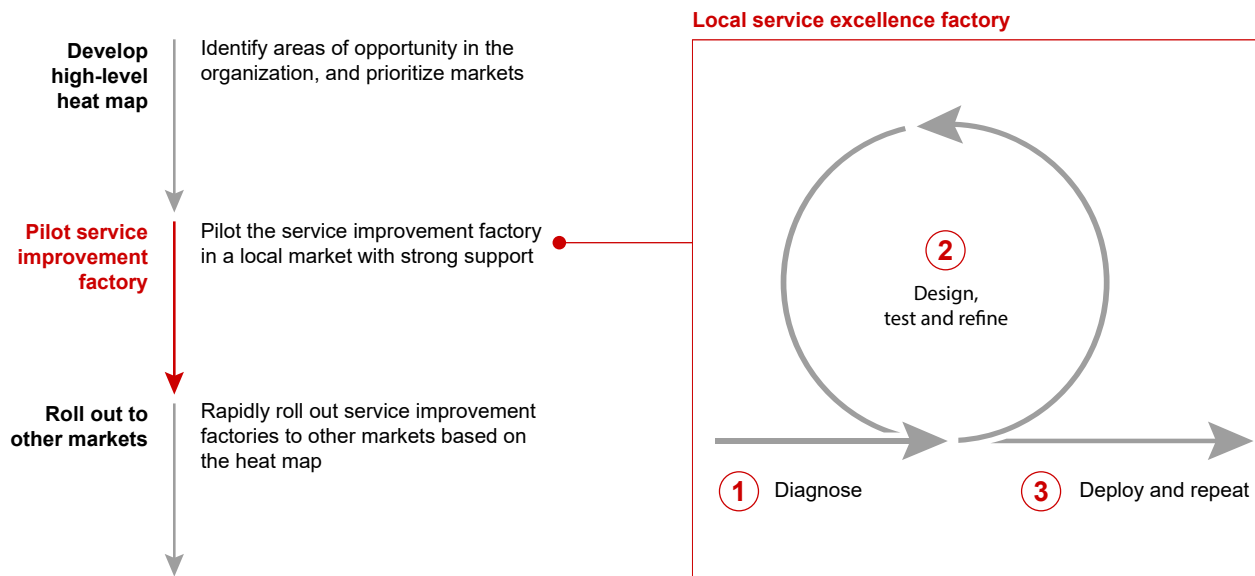 Develop
high-level
heat map
Identify areas of opportunity in the
organization, and prioritize markets
Pilot service
improvement
factory
Pilot the service improvement factory
in a local market with strong support
Roll out to
other markets
Rapidly roll out service improvement
factories to other markets based on
the heat map
Local service excellence factory
2
Design,
test and refine
1 Diagnose
3 Deploy and repeat